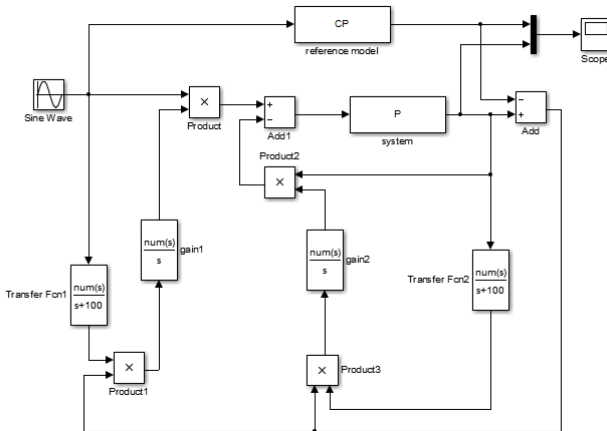 CP
reference model
Scope
Sine Wave
×
Product
+
−
Add1
P
system
−
+
Add
Product2
×
num(s)
s
gain1
num(s)
s
gain2
Transfer Fcn1
num(s)
s+100
Transfer Fcn2
num(s)
s+100
×
Product1
×
Product3